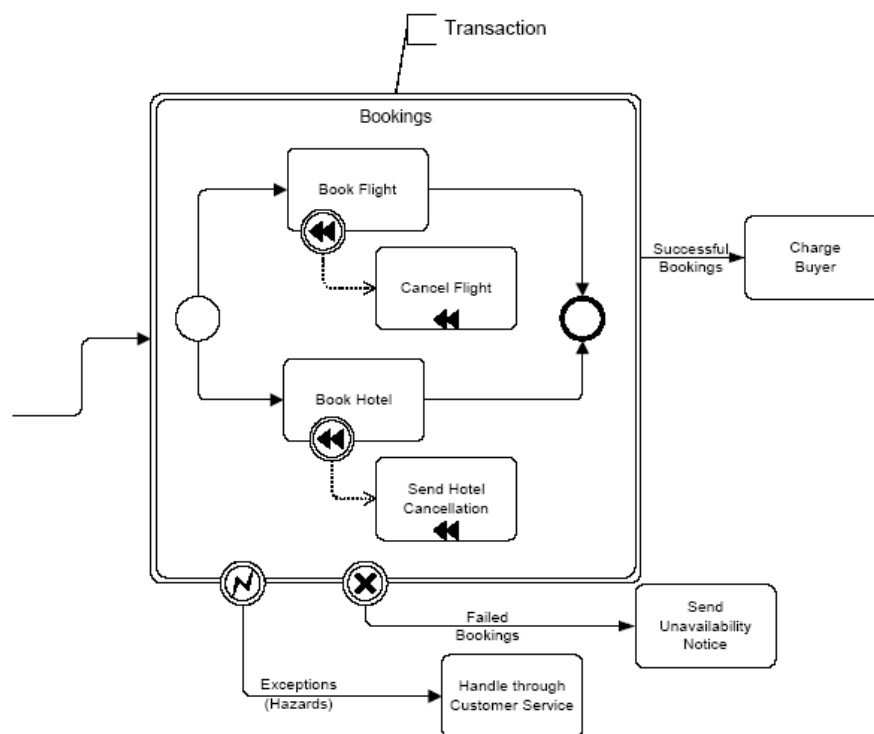 Transaction
Bookings
Book Flight
Cancel Flight
Successful
Bookings
Charge
Buyer
Book Hotel
Send Hotel
Cancellation
Failed
Bookings
Send
Unavailability
Notice
Exceptions
(Hazards)
Handle through
Customer Service